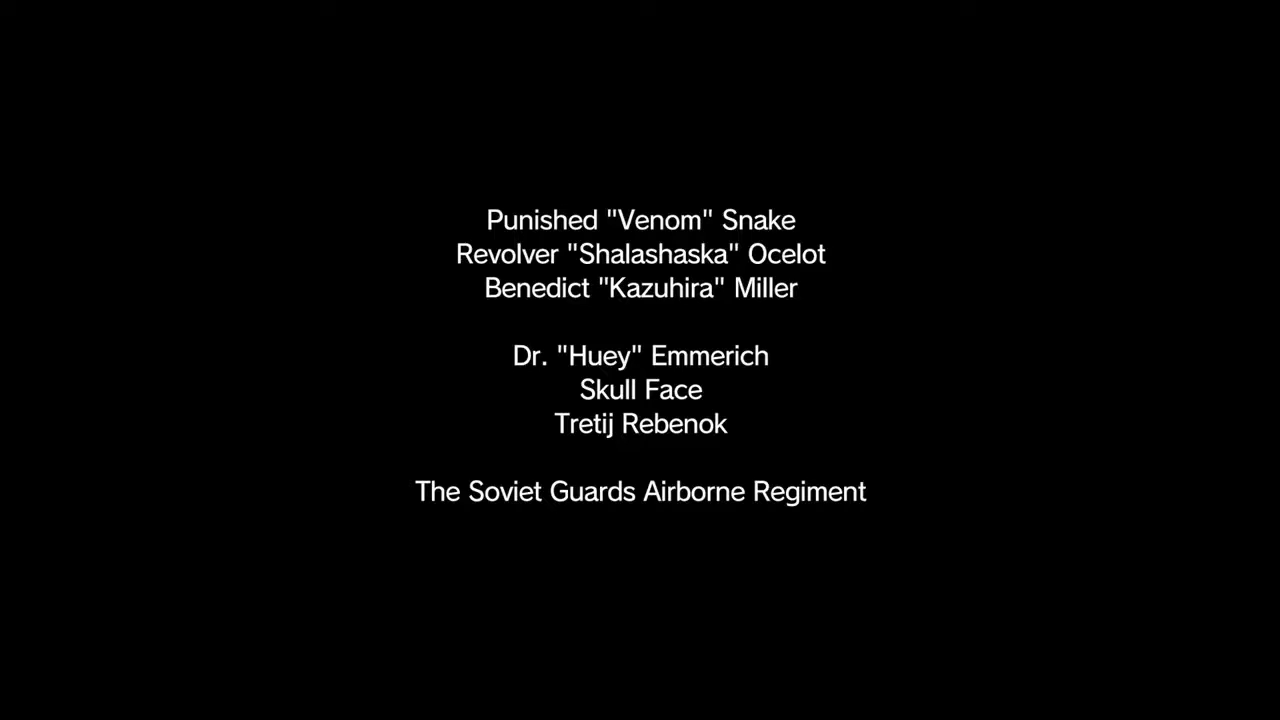 Punished "Venom" Snake
Revolver "Shalashaska" Ocelot
Benedict "Kazuhira" Miller
Dr. "Huey" Emmerich
Skull Face
Tretij Rebenok
The Soviet Guards Airborne Regiment